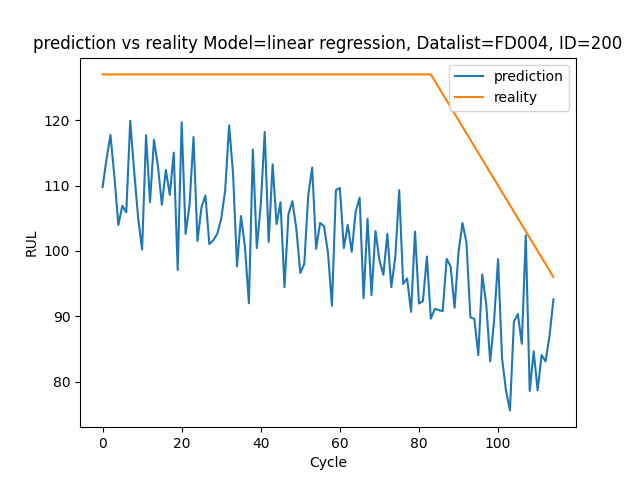 prediction vs reality Model=linear regression, Datalist=FD004, ID=200
prediction
reality
120
110
100
90
80
RUL
0 20 40 60 80 100
Cycle